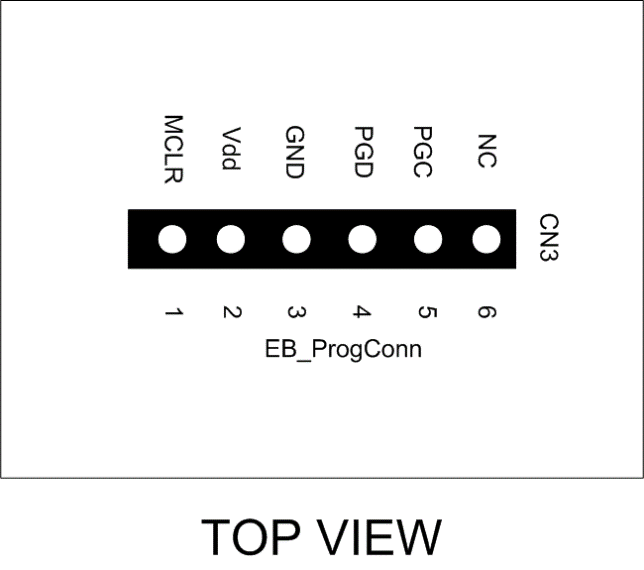 MCLR Vdd GND PGD PGC NC
CN3
1 2 3 4 5 6
EB_ProgConn
TOP VIEW